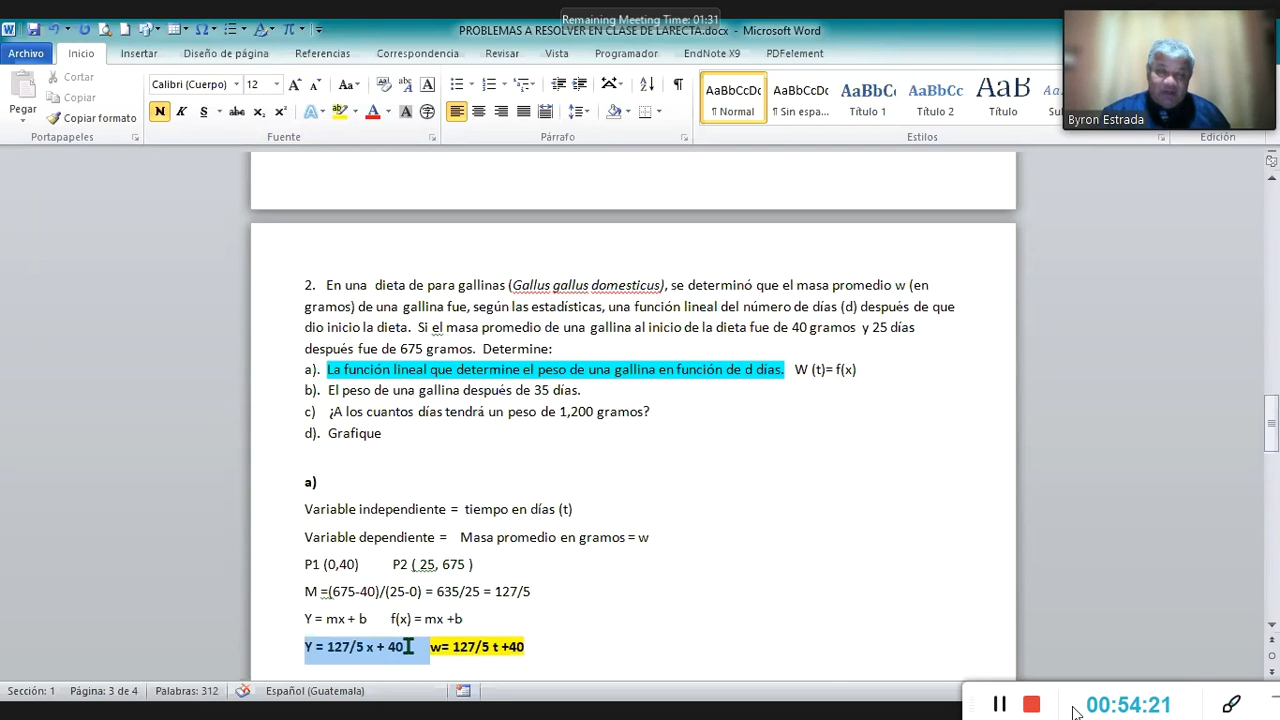 Remaining Meeting Time: 01:31
PROBLEMAS A RESOLVER EN CLASE DE LARECTA.docx - Microsoft Word
Archivo Inicio Insertar Diseño de página Referencias Correspondencia Revisar Vista Programador EndNote X9 PDFelement
Cortar
Copiar
Copiar formato
Pegar
Portapapeles
Calibri (Cuerpo) 12
Fuente
Párrafo
AaBbCcDc AaBbCcDc AaBbC AaBbCc AaB
¶ Normal ¶ Sin espa... Título 1 Título 2 Título
Estilos
Edición
Byron Estrada
2. En una dieta de para gallinas (Gallus gallus domesticus), se determinó que el masa promedio w (en
gramos) de una gallina fue, según las estadísticas, una función lineal del número de días (d) después de que
dio inicio la dieta. Si el masa promedio de una gallina al inicio de la dieta fue de 40 gramos y 25 días
después fue de 675 gramos. Determine:
a). La función lineal que determine el peso de una gallina en función de d días. W (t)= f(x)
b). El peso de una gallina después de 35 días.
c) ¿A los cuantos días tendrá un peso de 1,200 gramos?
d). Grafique
a)
Variable independiente = tiempo en días (t)
Variable dependiente = Masa promedio en gramos = w
P1 (0,40) P2 ( 25, 675 )
M =(675-40)/(25-0) = 635/25 = 127/5
Y = mx + b f(x) = mx +b
Y = 127/5 x + 40 w= 127/5 t +40
Sección: 1 Página: 3 de 4 Palabras: 312 Español (Guatemala)
00:54:21